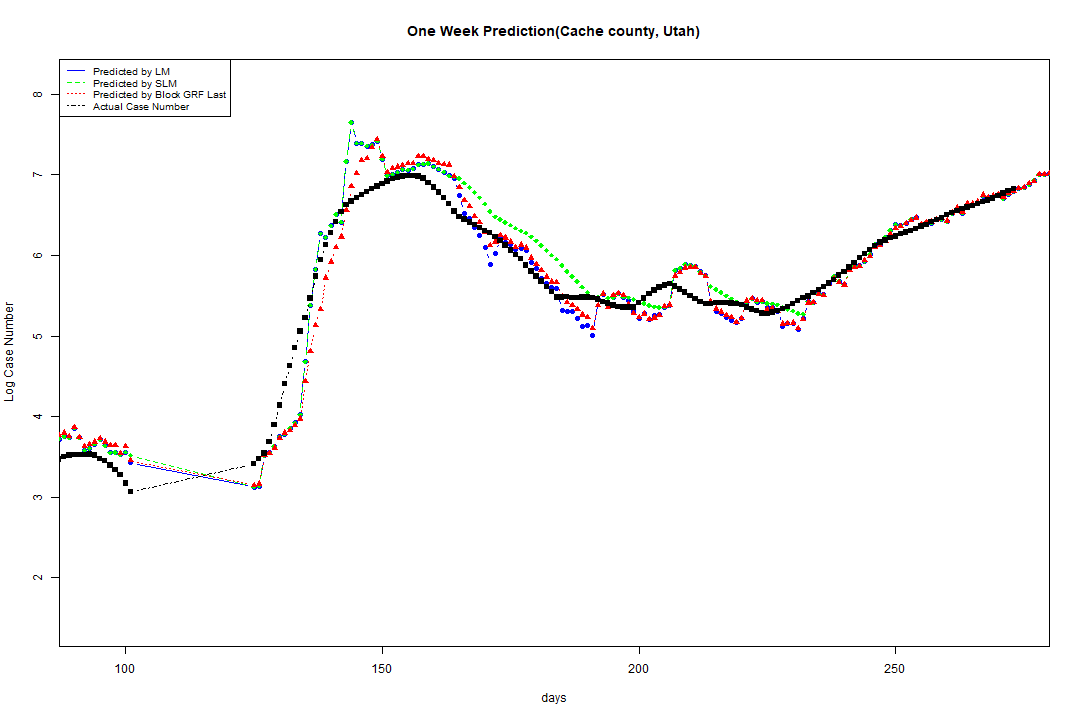 One Week Prediction(Cache county, Utah)
Predicted by LM
Predicted by SLM
Predicted by Block GRF Last
Actual Case Number
8
7
6
5
4
3
2
Log Case Number
100 150 200 250
days